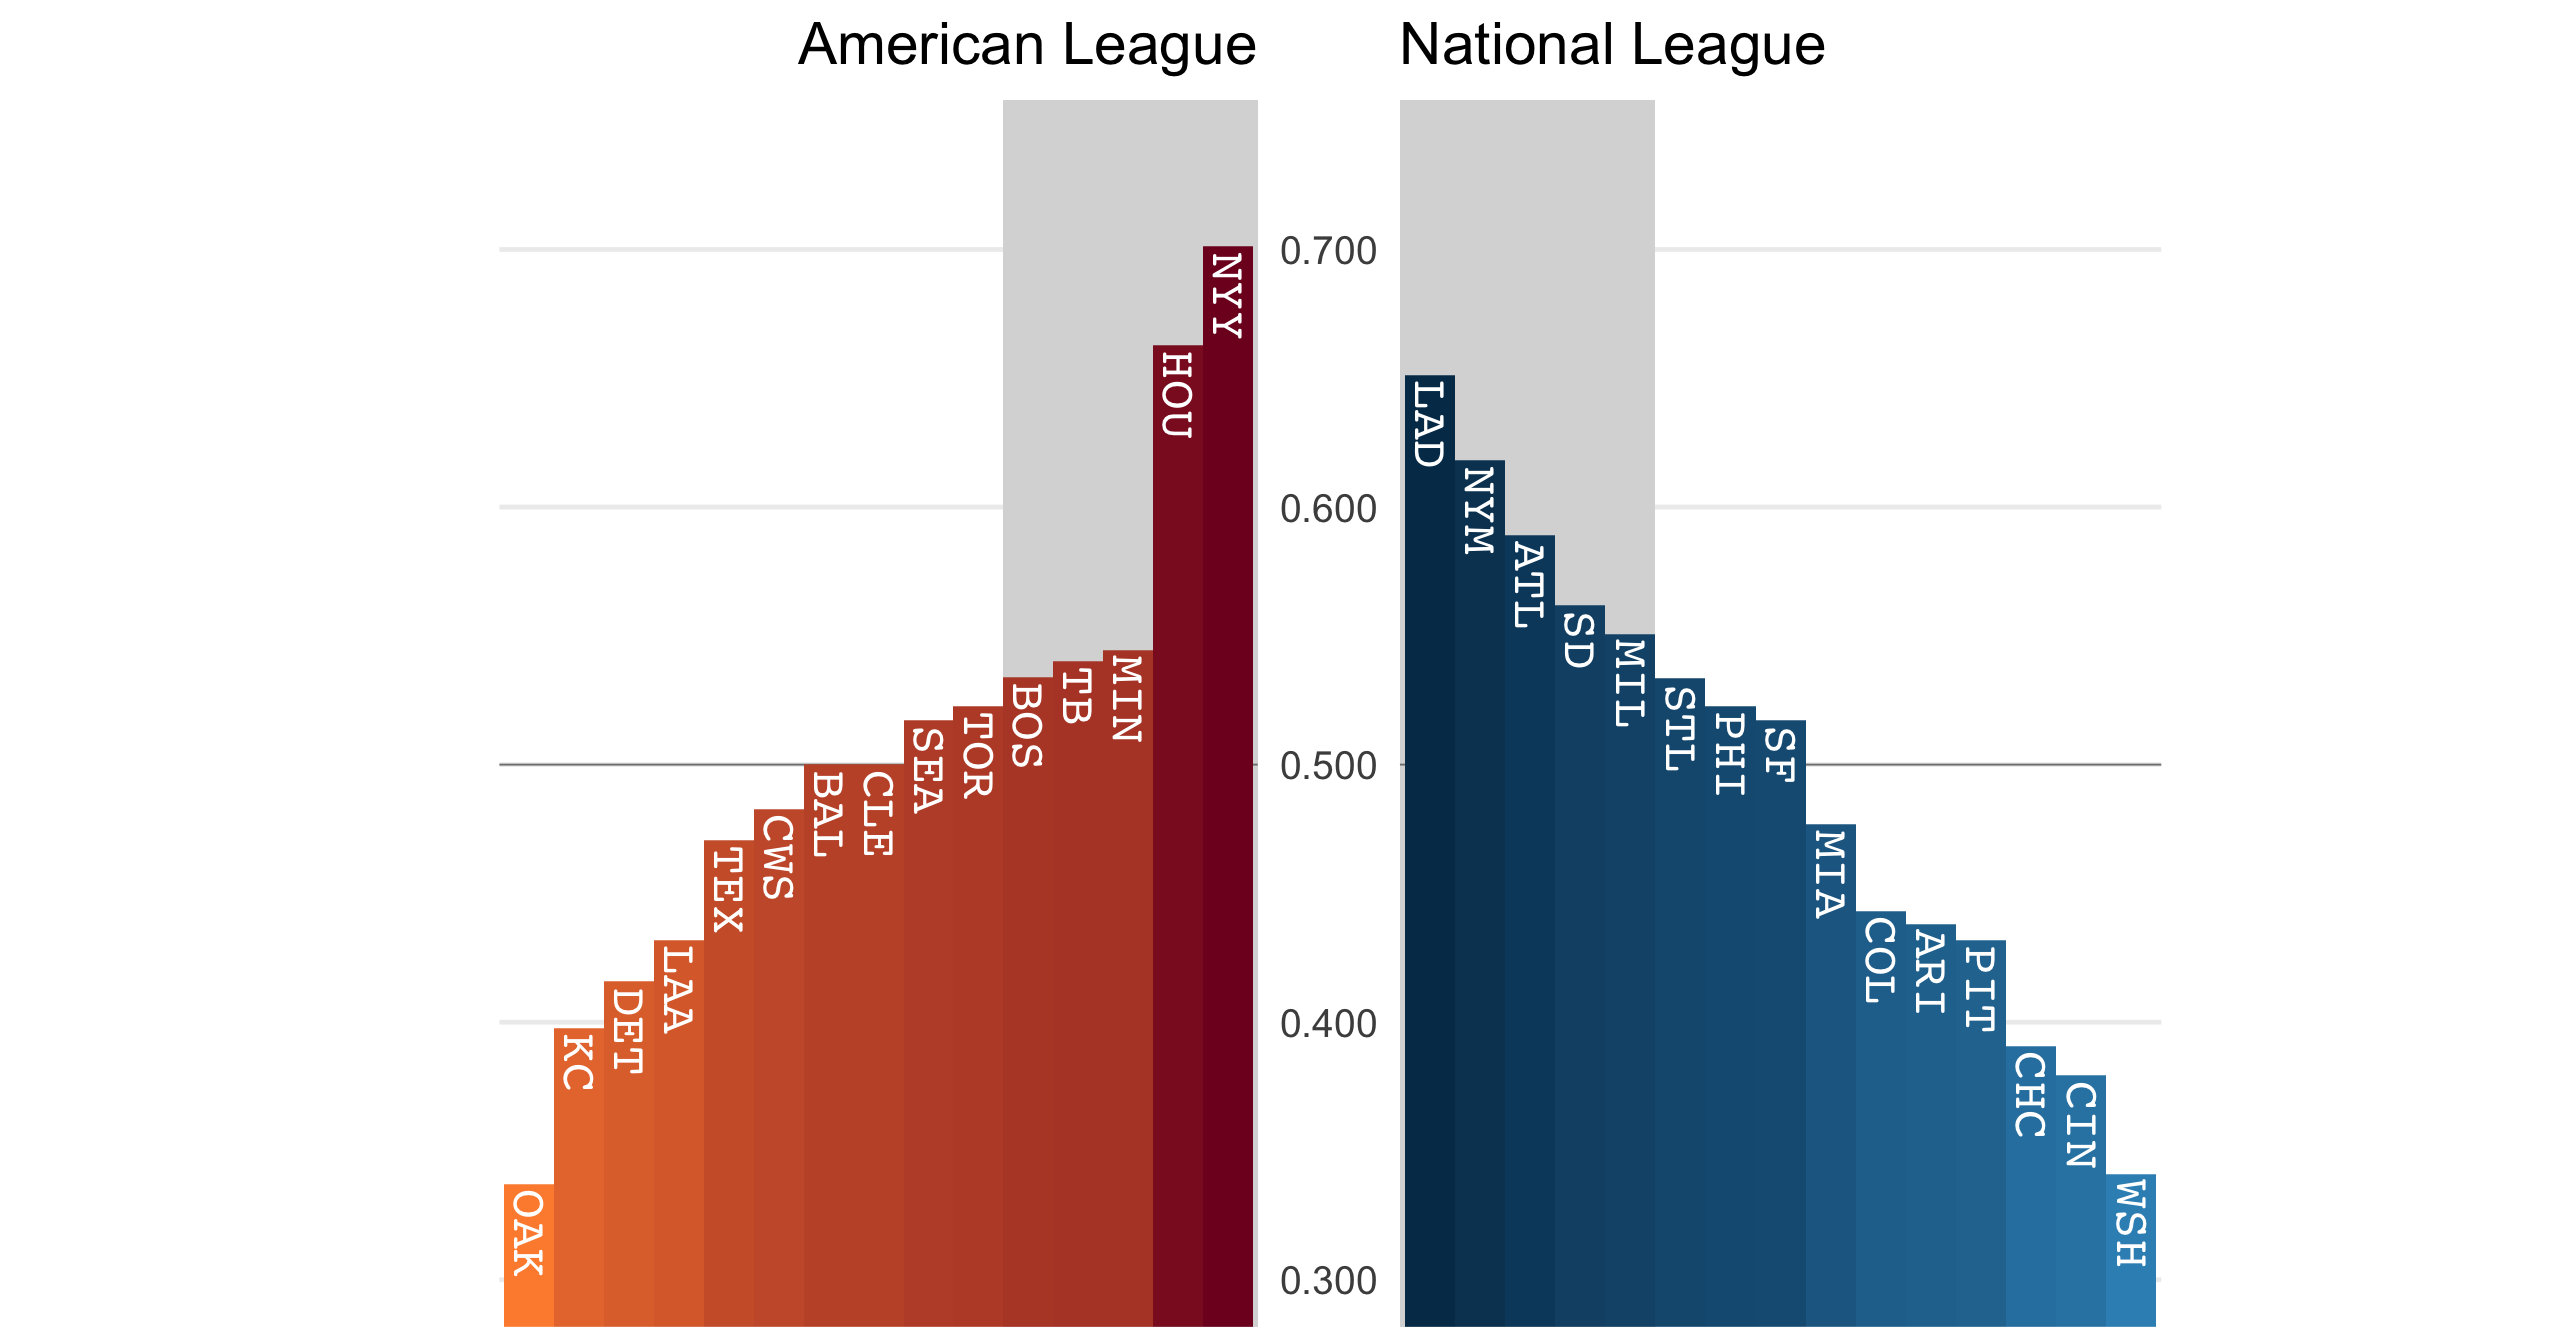 American League
National League
0.700
0.600
0.500
0.400
0.300
OAK
KC
DET
LAA
TEX
CWS
BAL
CLE
SEA
TOR
BOS
TB
MIN
HOU
NYY
LAD
NYM
ATL
SD
MIL
STL
PHI
SF
MIA
COL
ARI
PIT
CHC
CIN
WSH